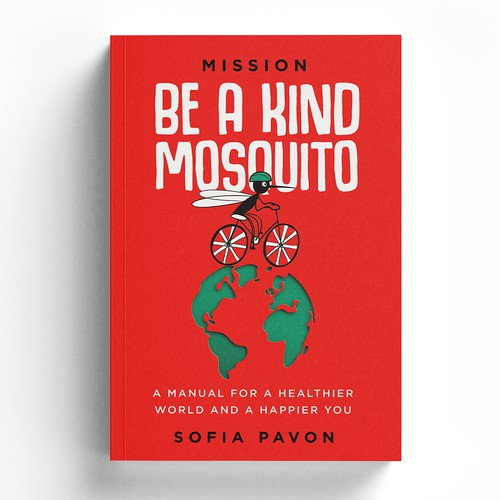 MISSION
BE A KIND
MOSQUITO
A MANUAL FOR A HEALTHIER
WORLD AND A HAPPIER YOU
SOFIA PAVON